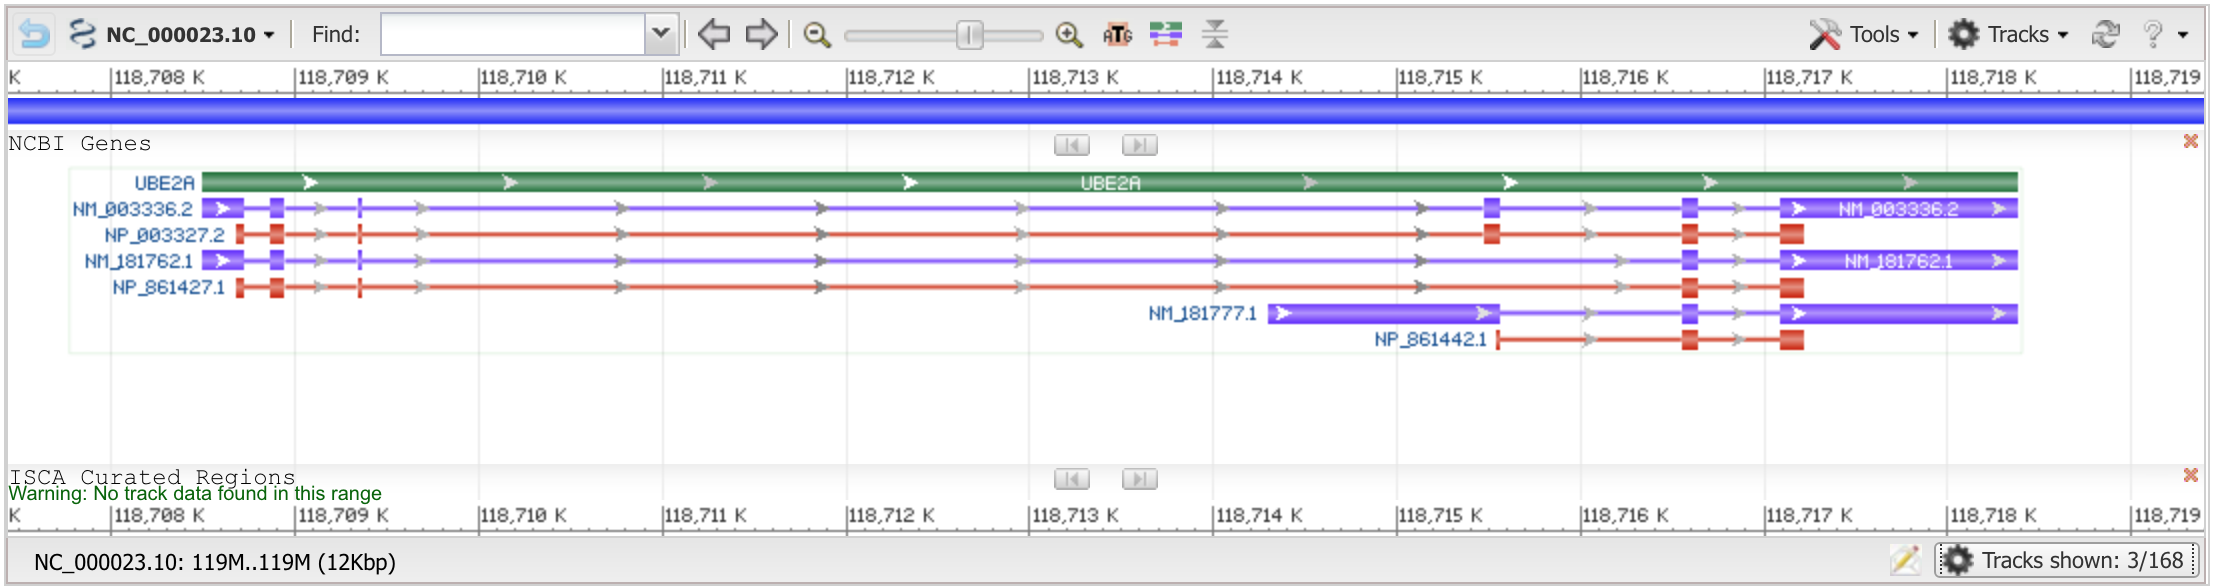 NC_000023.10 Find: ATG Tools Tracks ?
K 118,708 K 118,709 K 118,710 K 118,711 K 118,712 K 118,713 K 118,714 K 118,715 K 118,716 K 118,717 K 118,718 K 118,719
NCBI Genes
UBE2A UBE2A
NM_003336.2 NM_003336.2
NP_003327.2
NM_181762.1 NM_181762.1
NP_861427.1
NM_181777.1
NP_861442.1
ISCA Curated Regions
Warning: No track data found in this range
K 118,708 K 118,709 K 118,710 K 118,711 K 118,712 K 118,713 K 118,714 K 118,715 K 118,716 K 118,717 K 118,718 K 118,719
NC_000023.10: 119M..119M (12Kbp) Tracks shown: 3/168